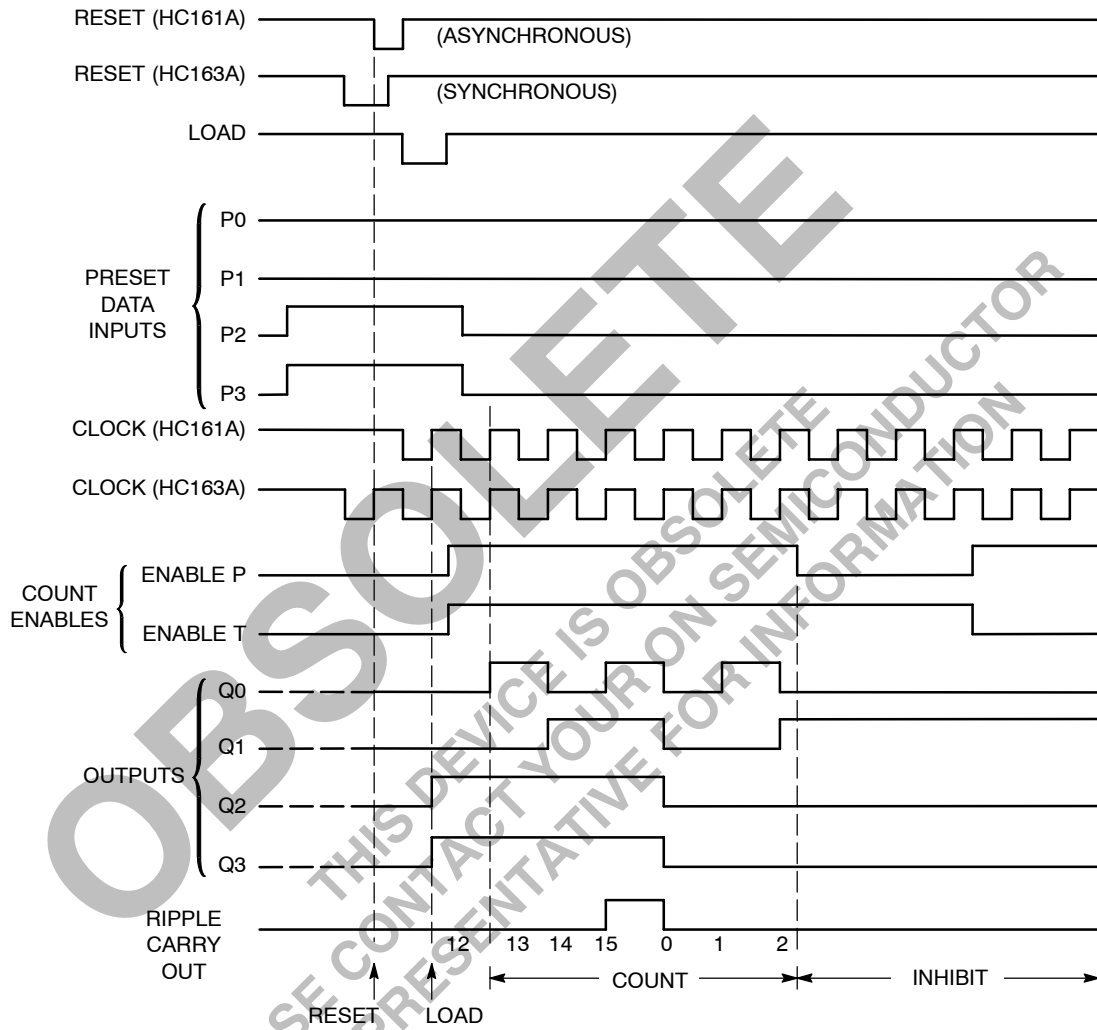 RESET (HC161A)
(ASYNCHRONOUS)
RESET (HC163A)
(SYNCHRONOUS)
LOAD
P0
P1
PRESET
DATA
INPUTS
P2
P3
CLOCK (HC161A)
CLOCK (HC163A)
ENABLE P
COUNT
ENABLES
ENABLE T
Q0
Q1
OUTPUTS
Q2
Q3
RIPPLE
CARRY
OUT
12 13 14 15 0 1 2
COUNT
INHIBIT
RESET
LOAD
OBSOLETE
THIS DEVICE IS OBSOLETE
SE CONTACT YOUR ON SEMICONDUCTOR
PRESENTATIVE FOR INFORMATION